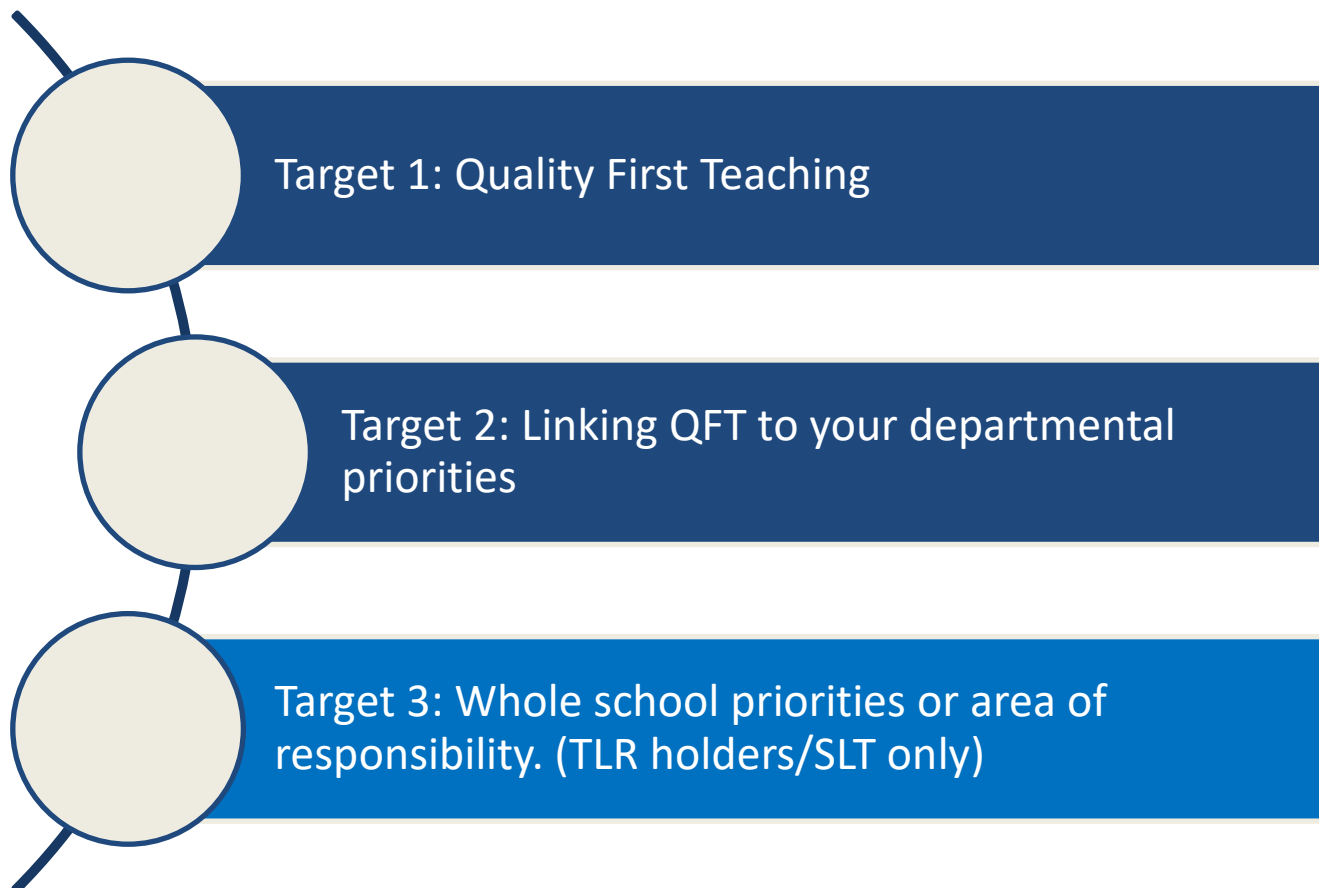 Target 1: Quality First Teaching
Target 2: Linking QFT to your departmental
priorities
Target 3: Whole school priorities or area of
responsibility. (TLR holders/SLT only)